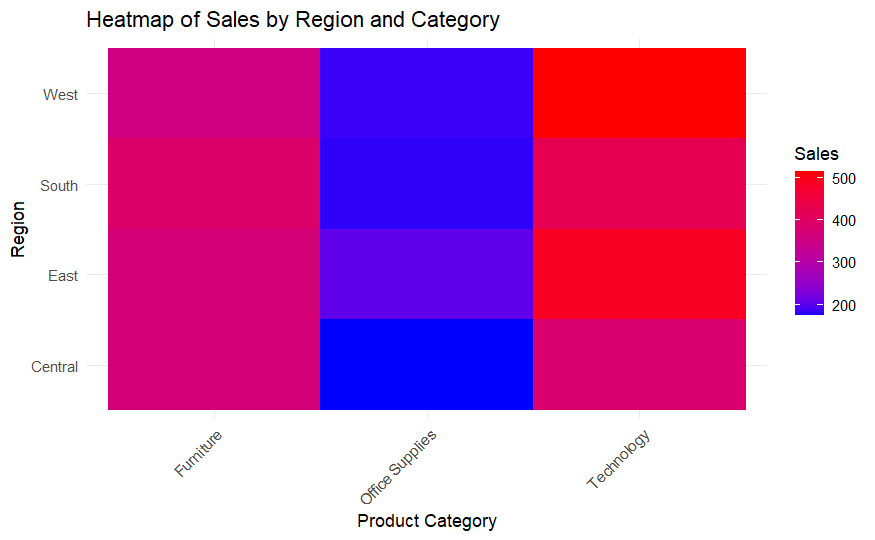 Heatmap of Sales by Region and Category
West
South
East
Central
Region
Furniture
Office Supplies
Technology
Product Category
Sales
500
400
300
200